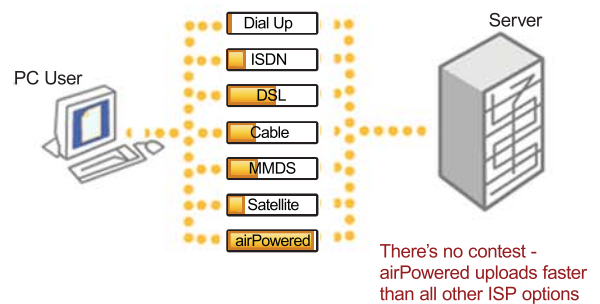 Dial Up
Server
ISDN
PC User
DSL
Cable
MMDS
Satellite
airPowered
There's no contest -
airPowered uploads faster
than all other ISP options